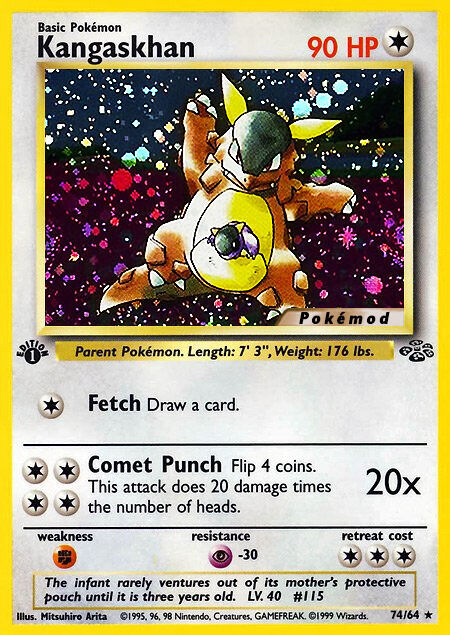 Basic Pokémon
Kangaskhan 90 HP
Pokémod
EDITION
1
Parent Pokémon. Length: 7' 3", Weight: 176 lbs.
Fetch Draw a card.
Comet Punch Flip 4 coins.
This attack does 20 damage times
the number of heads.
20x
weakness resistance retreat cost
-30
The infant rarely ventures out of its mother's protective
pouch until it is three years old. LV. 40 #115
Illus. Mitsuhiro Arita ©1995, 96, 98 Nintendo, Creatures, GAMEFREAK. ©1999 Wizards. 74/64 ★